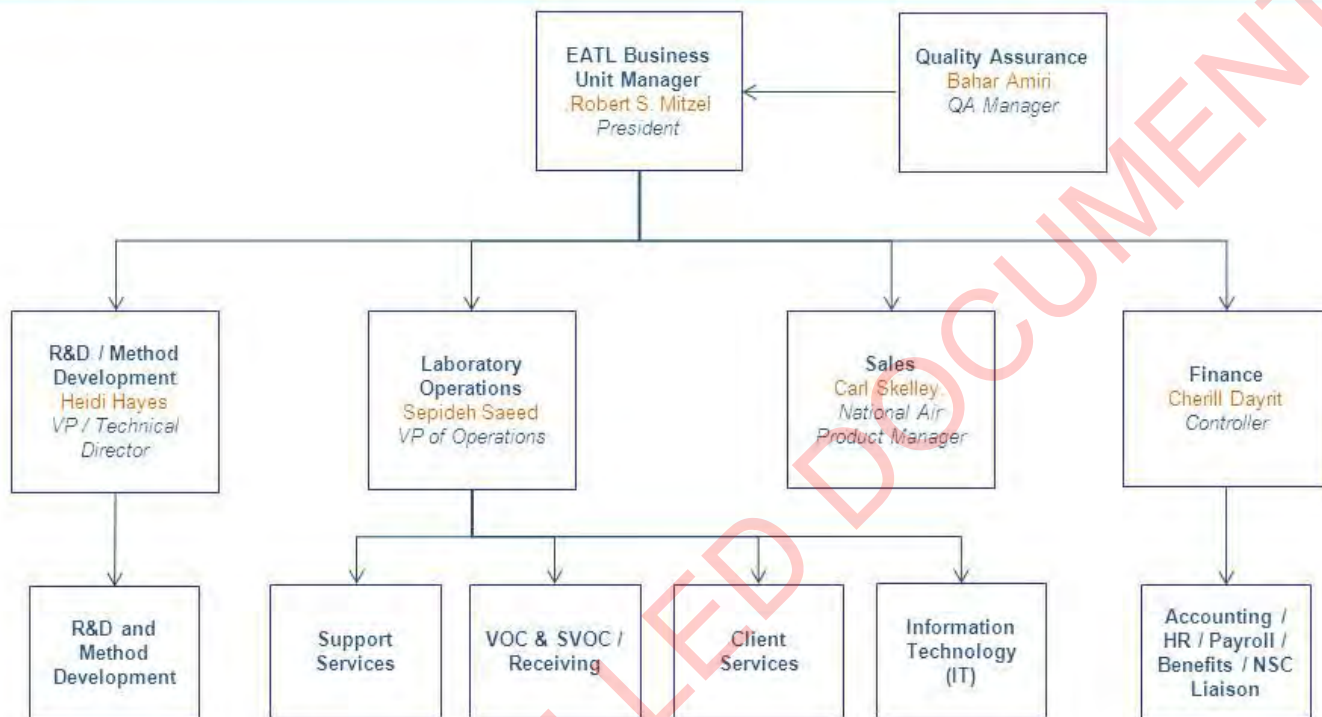 EATL Business
Unit Manager
Robert S. Mitzel
President
Quality Assurance
Bahar Amiri
QA Manager
R&D / Method
Development
Heidi Hayes
VP / Technical
Director
Laboratory
Operations
Sepideh Saeed
VP of Operations
Sales
Carl Skelley
National Air
Product Manager
Finance
Cherill Dayrit
Controller
R&D and
Method
Development
Support
Services
VOC & SVOC /
Receiving
Client
Services
Information
Technology
(IT)
Accounting /
HR / Payroll /
Benefits / NSC
Liaison
LED DOCUMENT